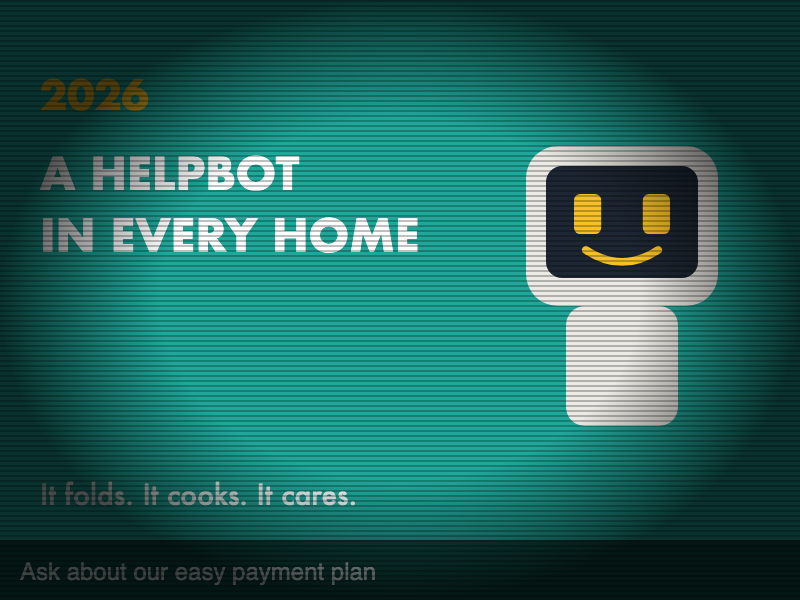 2026
A HELPBOT
IN EVERY HOME
It folds. It cooks. It cares.
Ask about our easy payment plan